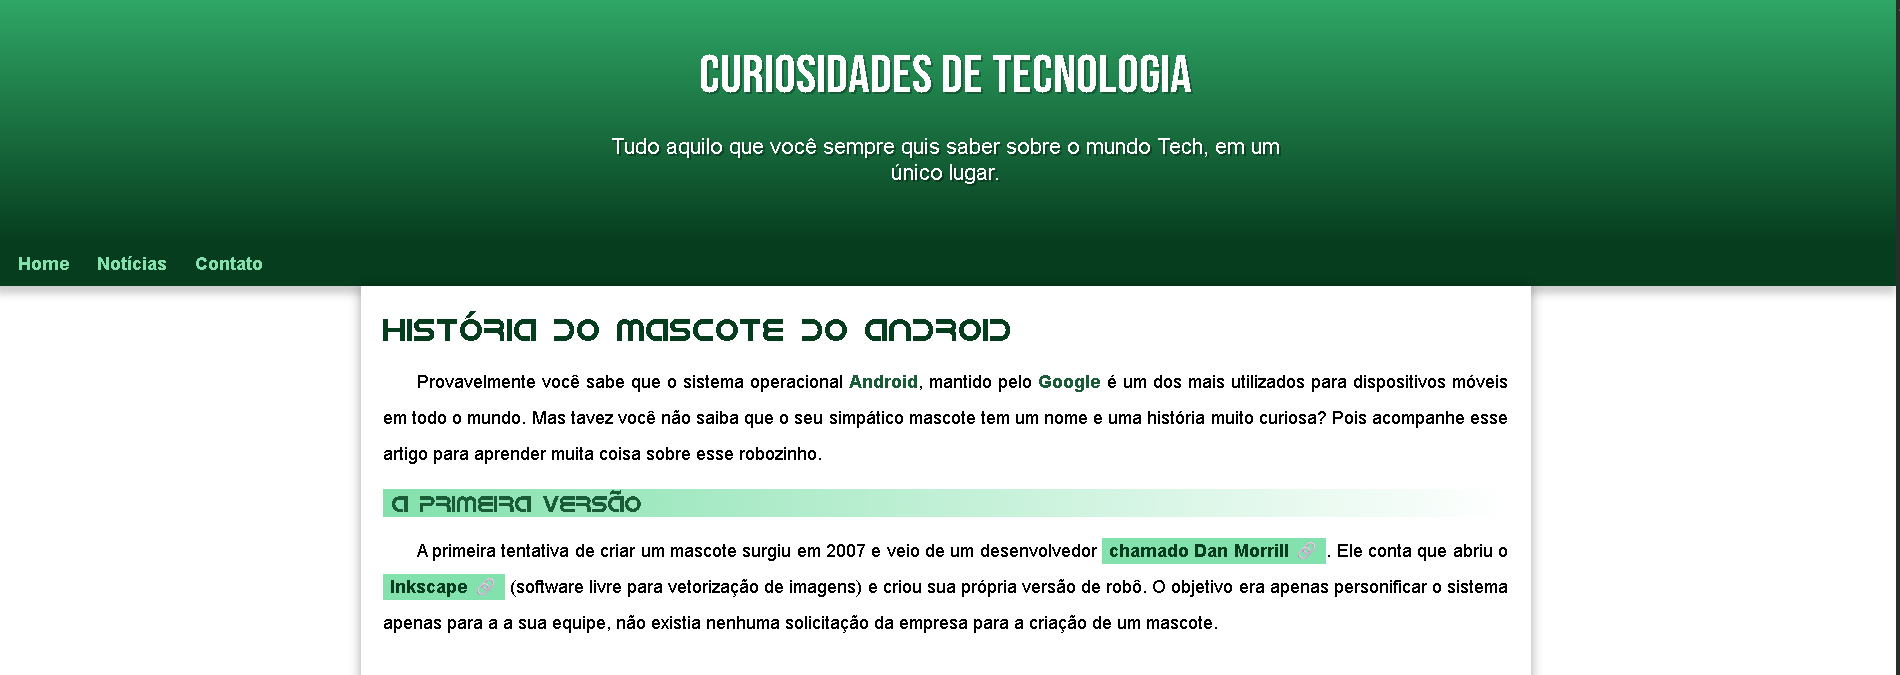 CURIOSIDADES DE TECNOLOGIA
Tudo aquilo que você sempre quis saber sobre o mundo Tech, em um
único lugar.
Home Notícias Contato
HISTÓRIA DO MASCOTE DO ANDROID
Provavelmente você sabe que o sistema operacional Android, mantido pelo Google é um dos mais utilizados para dispositivos móveis
em todo o mundo. Mas tavez você não saiba que o seu simpático mascote tem um nome e uma história muito curiosa? Pois acompanhe esse
artigo para aprender muita coisa sobre esse robozinho.
A PRIMEIRA VERSÃO
A primeira tentativa de criar um mascote surgiu em 2007 e veio de um desenvolvedor chamado Dan Morrill 🔗. Ele conta que abriu o
Inkscape 🔗 (software livre para vetorização de imagens) e criou sua própria versão de robô. O objetivo era apenas personificar o sistema
apenas para a a sua equipe, não existia nenhuma solicitação da empresa para a criação de um mascote.